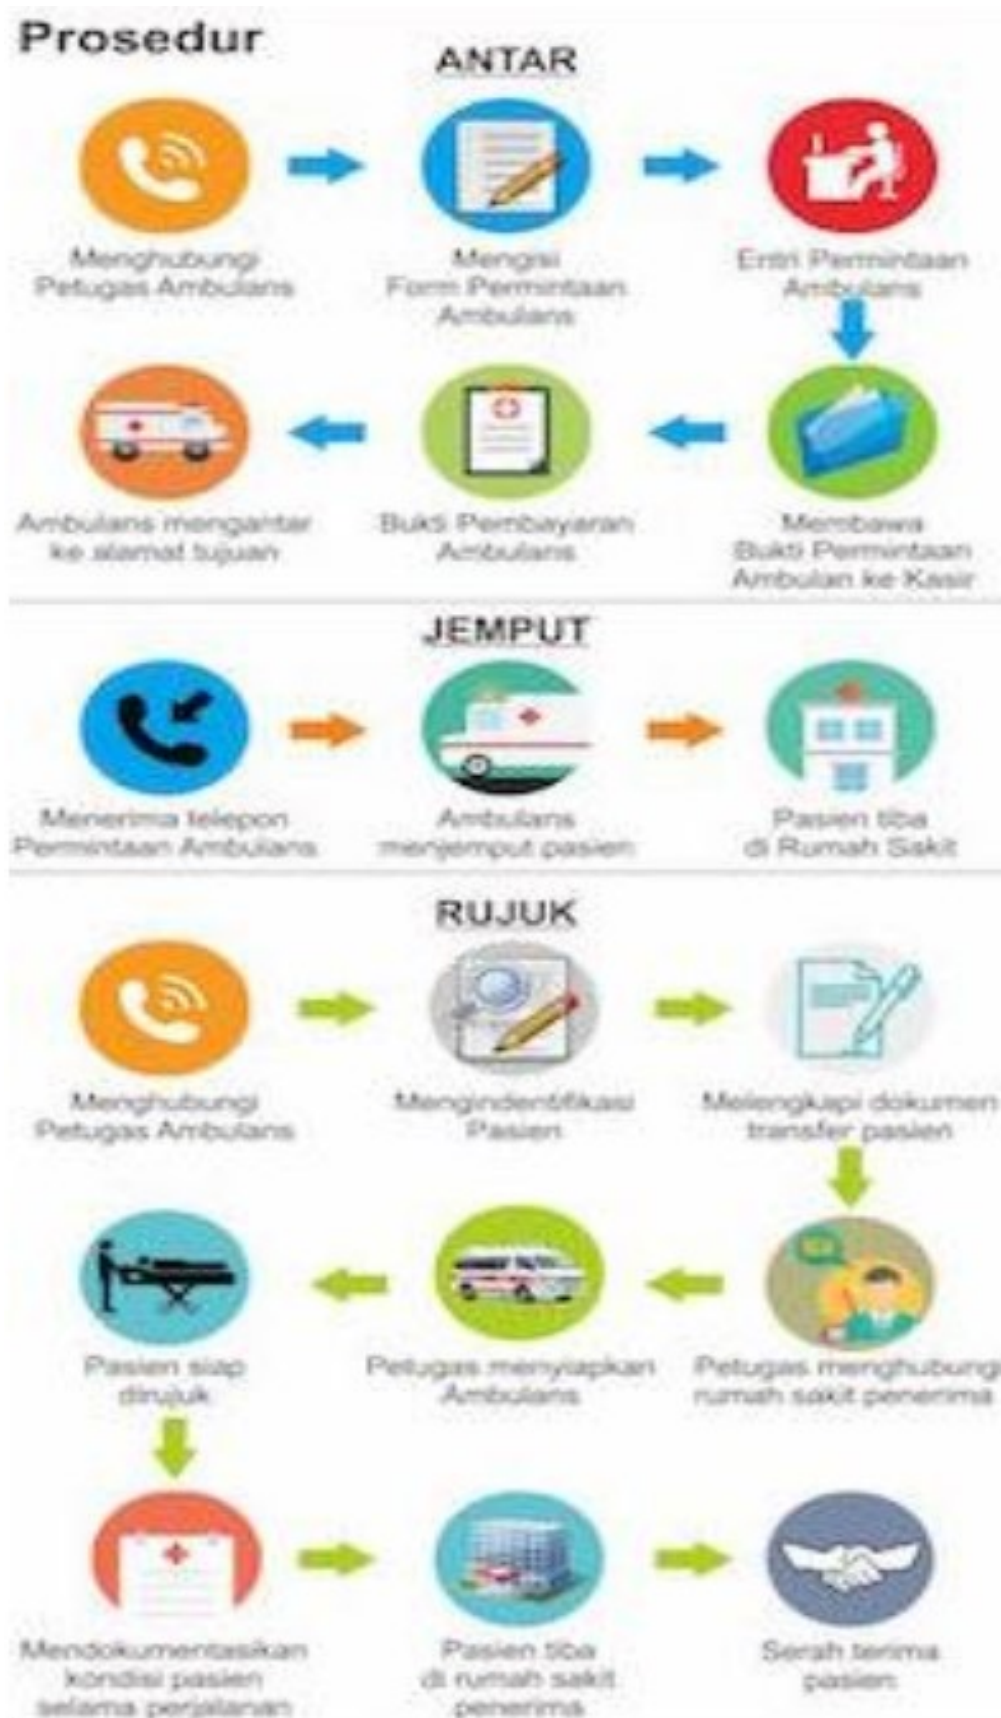 Prosedur
ANTAR
Menghubungi
Petugas Ambulans
Mengisi
Form Permintaan
Ambulans
Entri Permintaan
Ambulans
Membawa
Bukti Permintaan
Ambulan ke Kasir
Bukti Pembayaran
Ambulans
Ambulans mengantar
ke alamat tujuan
JEMPUT
Menerima telepon
Permintaan Ambulans
Ambulans
menjemput pasien
Pasien tiba
di Rumah Sakit
RUJUK
Menghubungi
Petugas Ambulans
Mengindentifikasi
Pasien
Melengkapi dokumen
transfer pasien
Petugas menghubungi
rumah sakit penerima
Petugas menyiapkan
Ambulans
Pasien siap
dirujuk
Mendokumentasikan
kondisi pasien
selama perjalanan
Pasien tiba
di rumah sakit
penerima
Serah terima
pasien